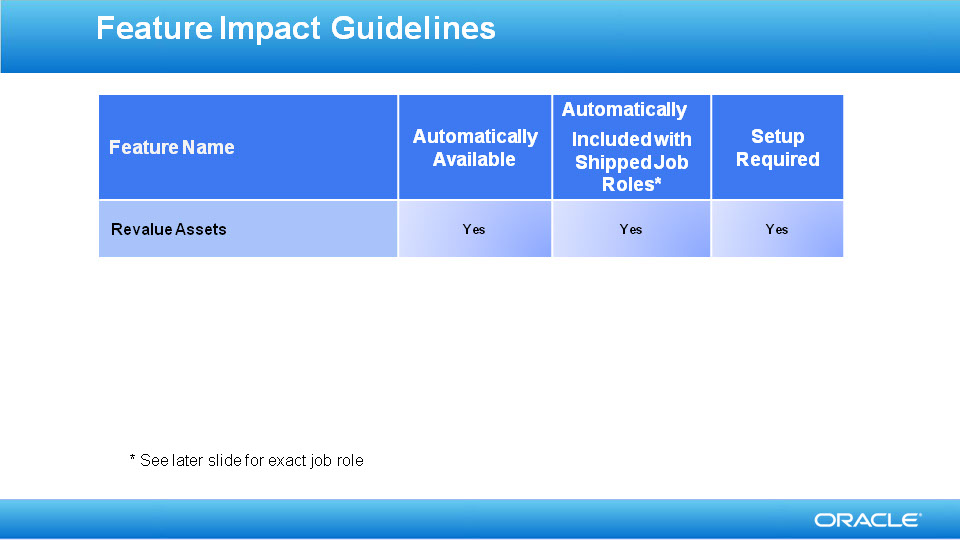 Feature Impact Guidelines
Feature Name
Automatically
Available
Automatically
Included with
Shipped Job
Roles*
Setup
Required
Revalue Assets
Yes
Yes
Yes
* See later slide for exact job role
ORACLE